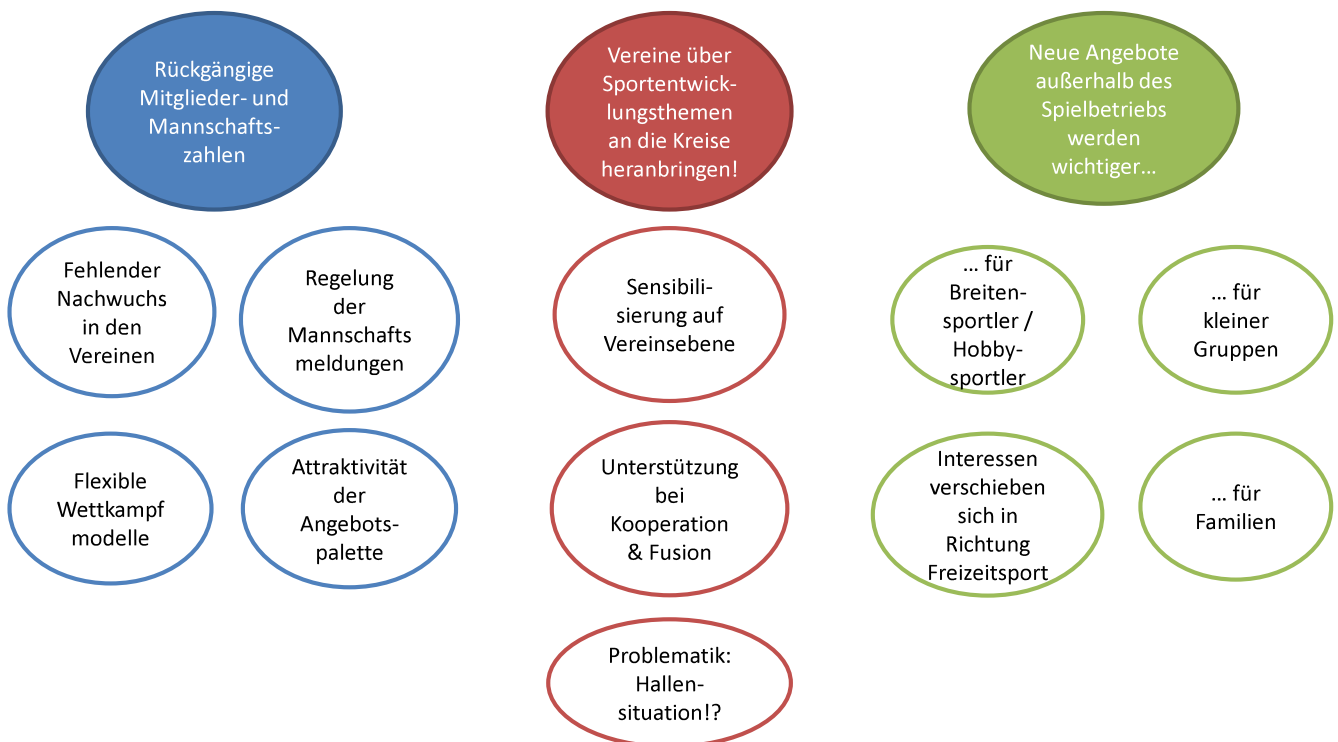 Rückgängige
Mitglieder- und
Mannschafts-
zahlen
Fehlender
Nachwuchs
in den
Vereinen
Regelung
der
Mannschafts
meldungen
Flexible
Wettkampf
modelle
Attraktivität
der
Angebots-
palette
Vereine über
Sportentwick-
lungsthemen
an die Kreise
heranbringen!
Sensibili-
sierung auf
Vereinsebene
Unterstützung
bei
Kooperation
& Fusion
Problematik:
Hallen-
situation!?
Neue Angebote
außerhalb des
Spielbetriebs
werden
wichtiger…
… für
Breiten-
sportler /
Hobby-
sportler
… für
kleiner
Gruppen
Interessen
verschieben
sich in
Richtung
Freizeitsport
… für
Familien